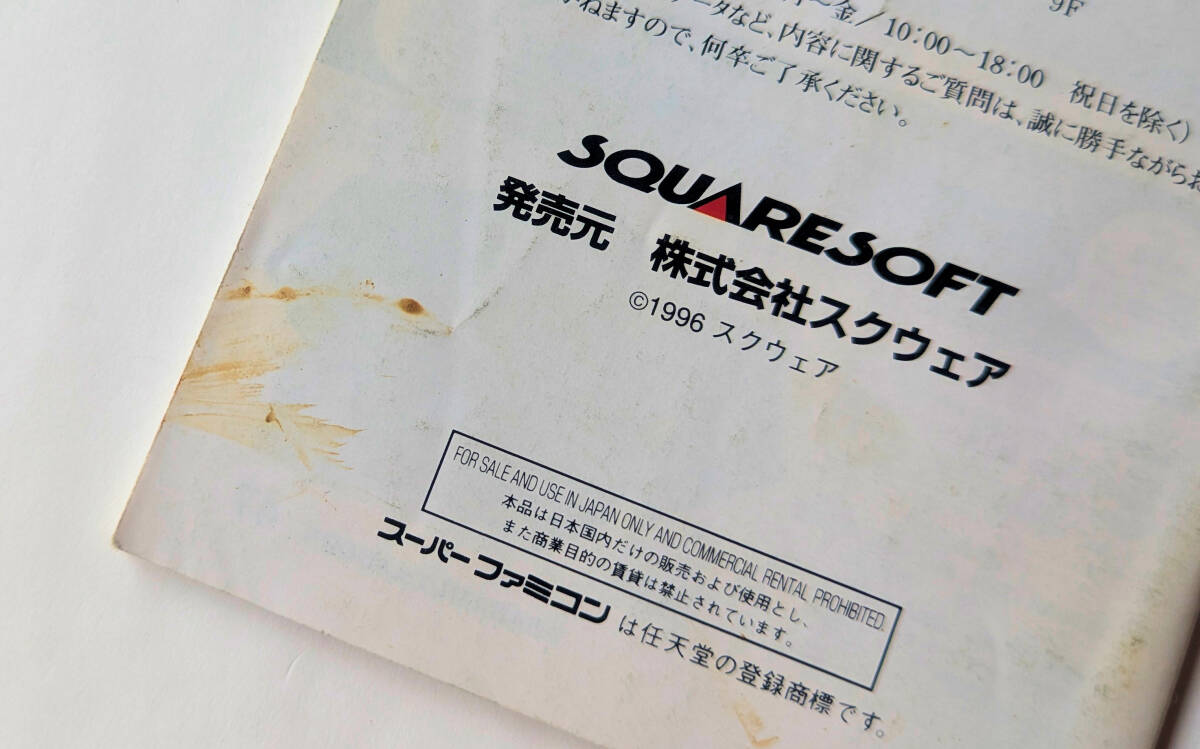 9F
～金／10:00～18:00 祝日を除く)
ータなど、内容に関するご質問は、誠に勝手ながらお
ねますので、何卒ご了承ください。
SQUARESOFT
発売元 株式会社スクウェア
©1996 スクウェア
FOR SALE AND USE IN JAPAN ONLY AND COMMERCIAL RENTAL PROHIBITED.
本品は日本国内だけの販売および使用とし、
また商業目的の賃貸は禁止されています。
スーパーファミコンは任天堂の登録商標です。